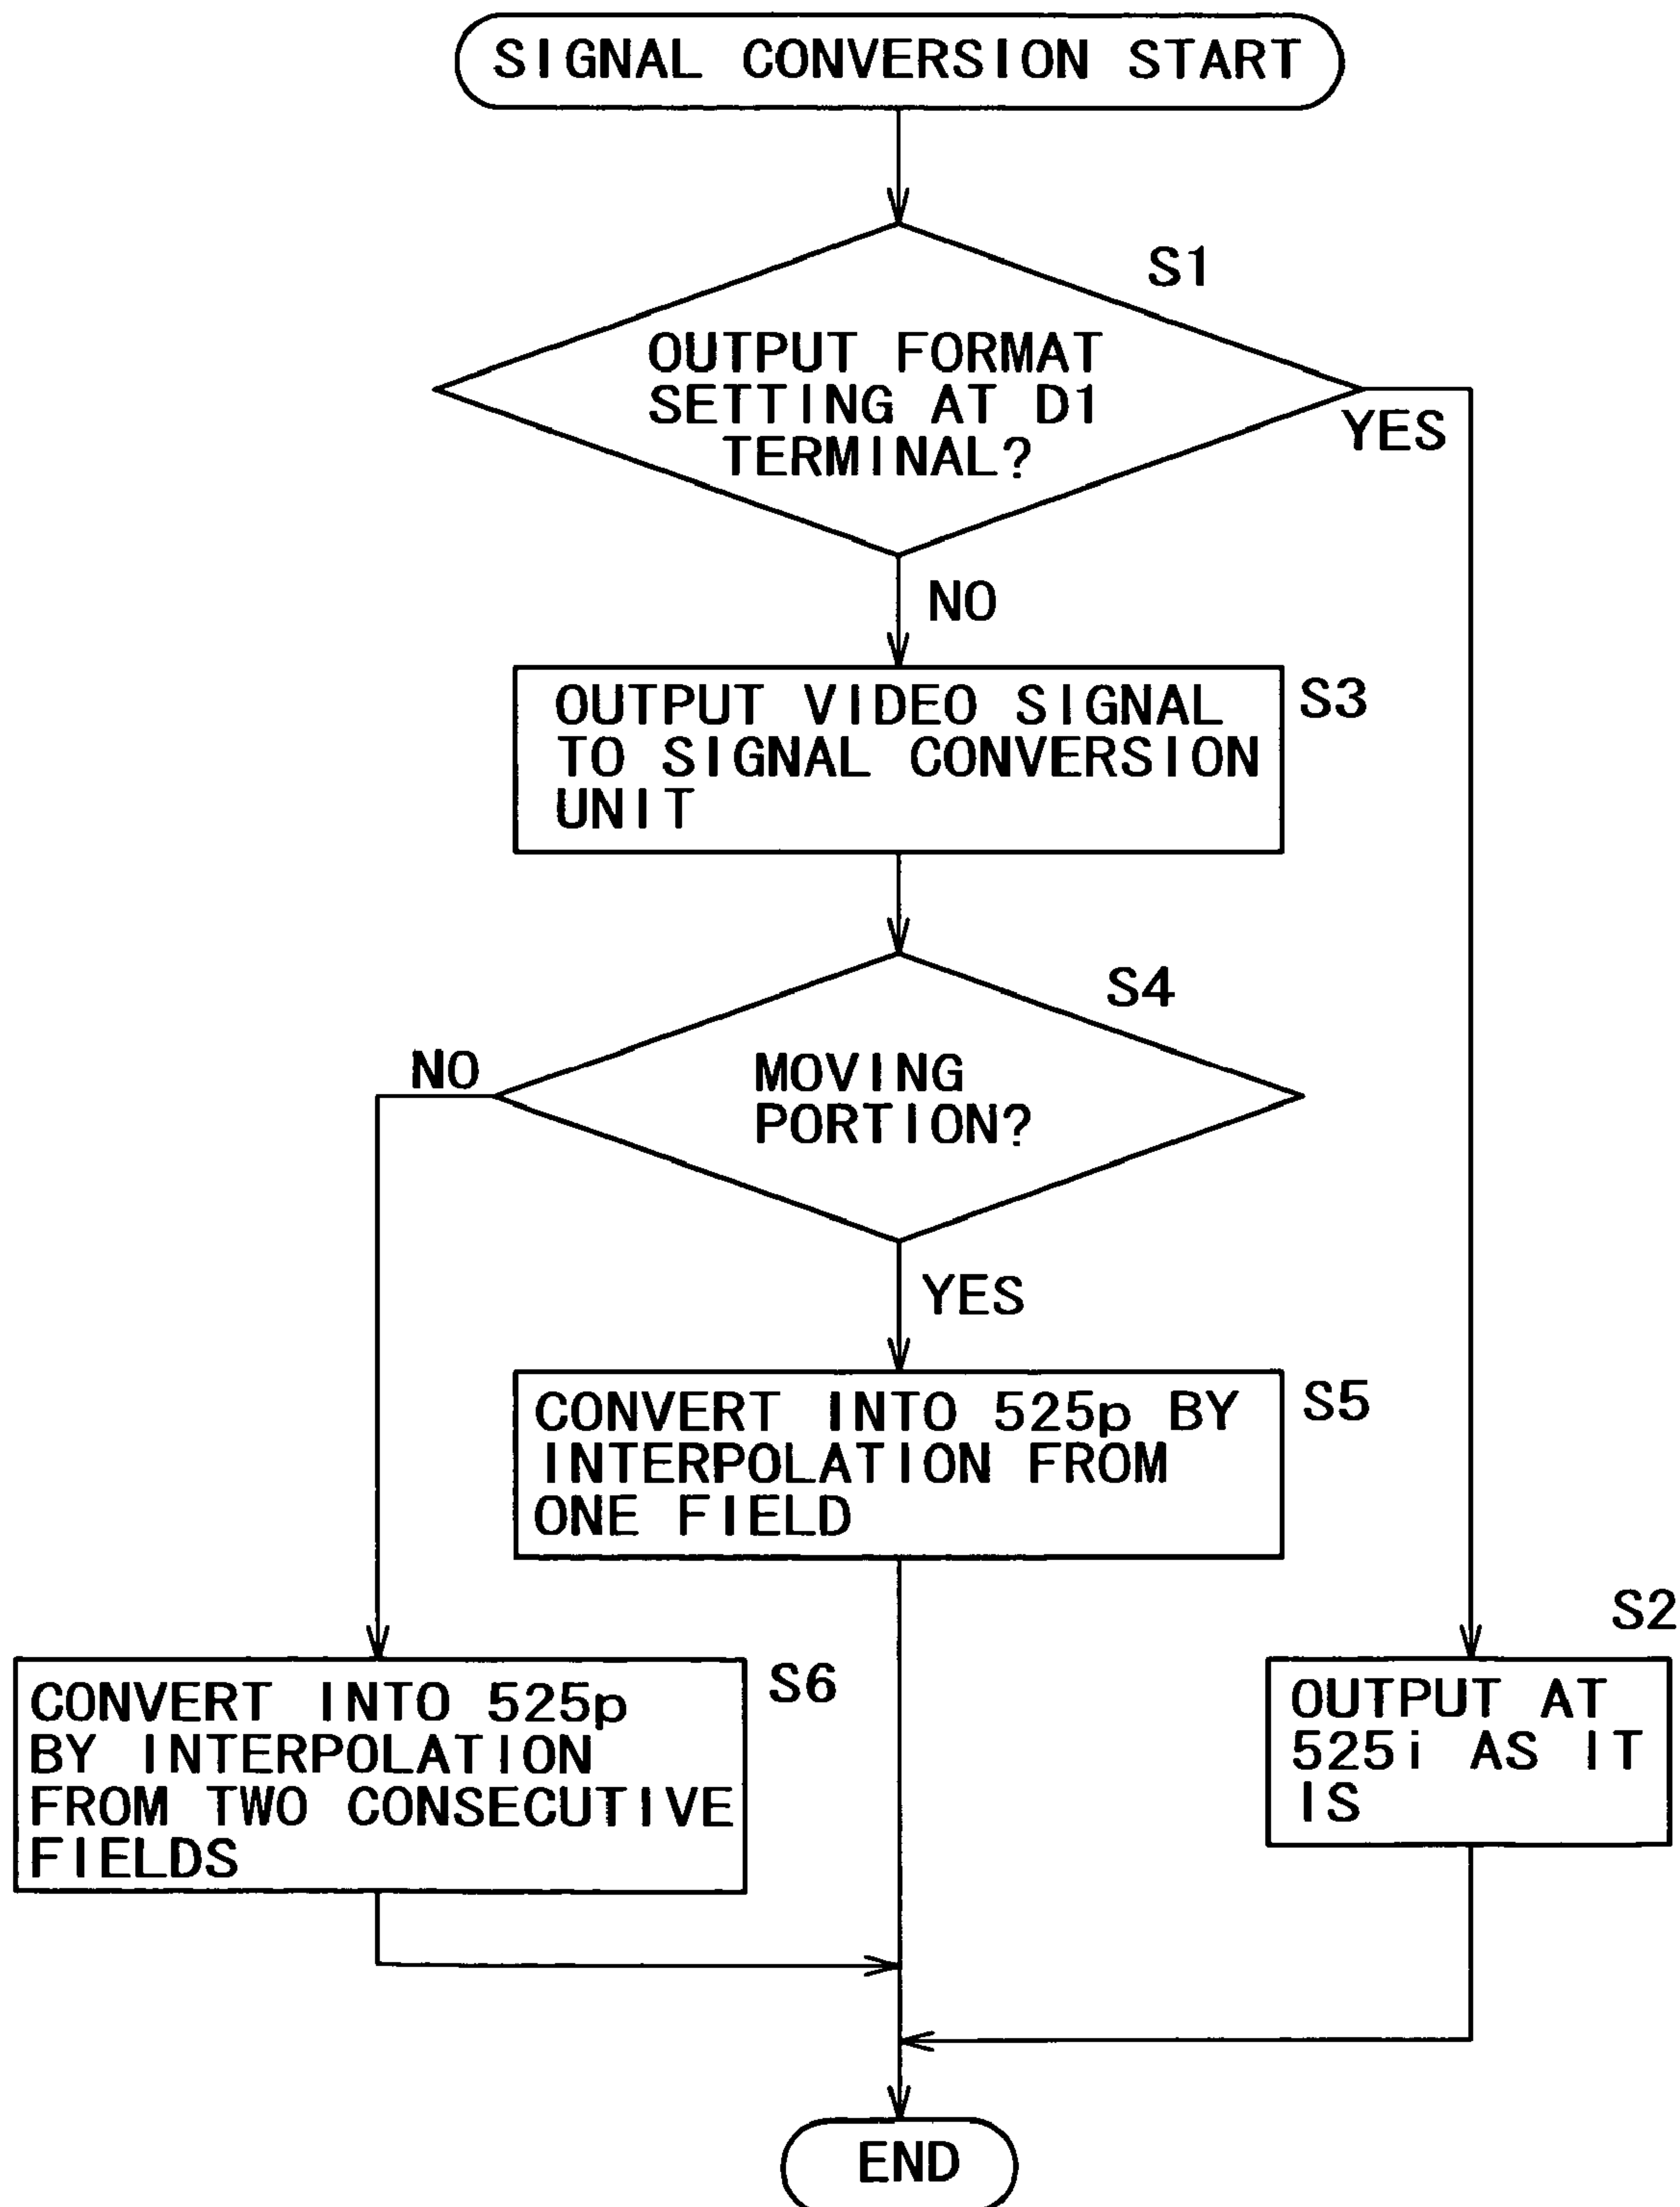 SIGNAL CONVERSION START
S1
OUTPUT FORMAT
SETTING AT D1
TERMINAL?
YES
NO
OUTPUT VIDEO SIGNAL
TO SIGNAL CONVERSION
UNIT
S3
S4
NO
MOVING
PORTION?
YES
CONVERT INTO 525p BY
INTERPOLATION FROM
ONE FIELD
S5
S2
CONVERT INTO 525p
BY INTERPOLATION
FROM TWO CONSECUTIVE
FIELDS
S6
OUTPUT AT
525i AS IT
IS
END